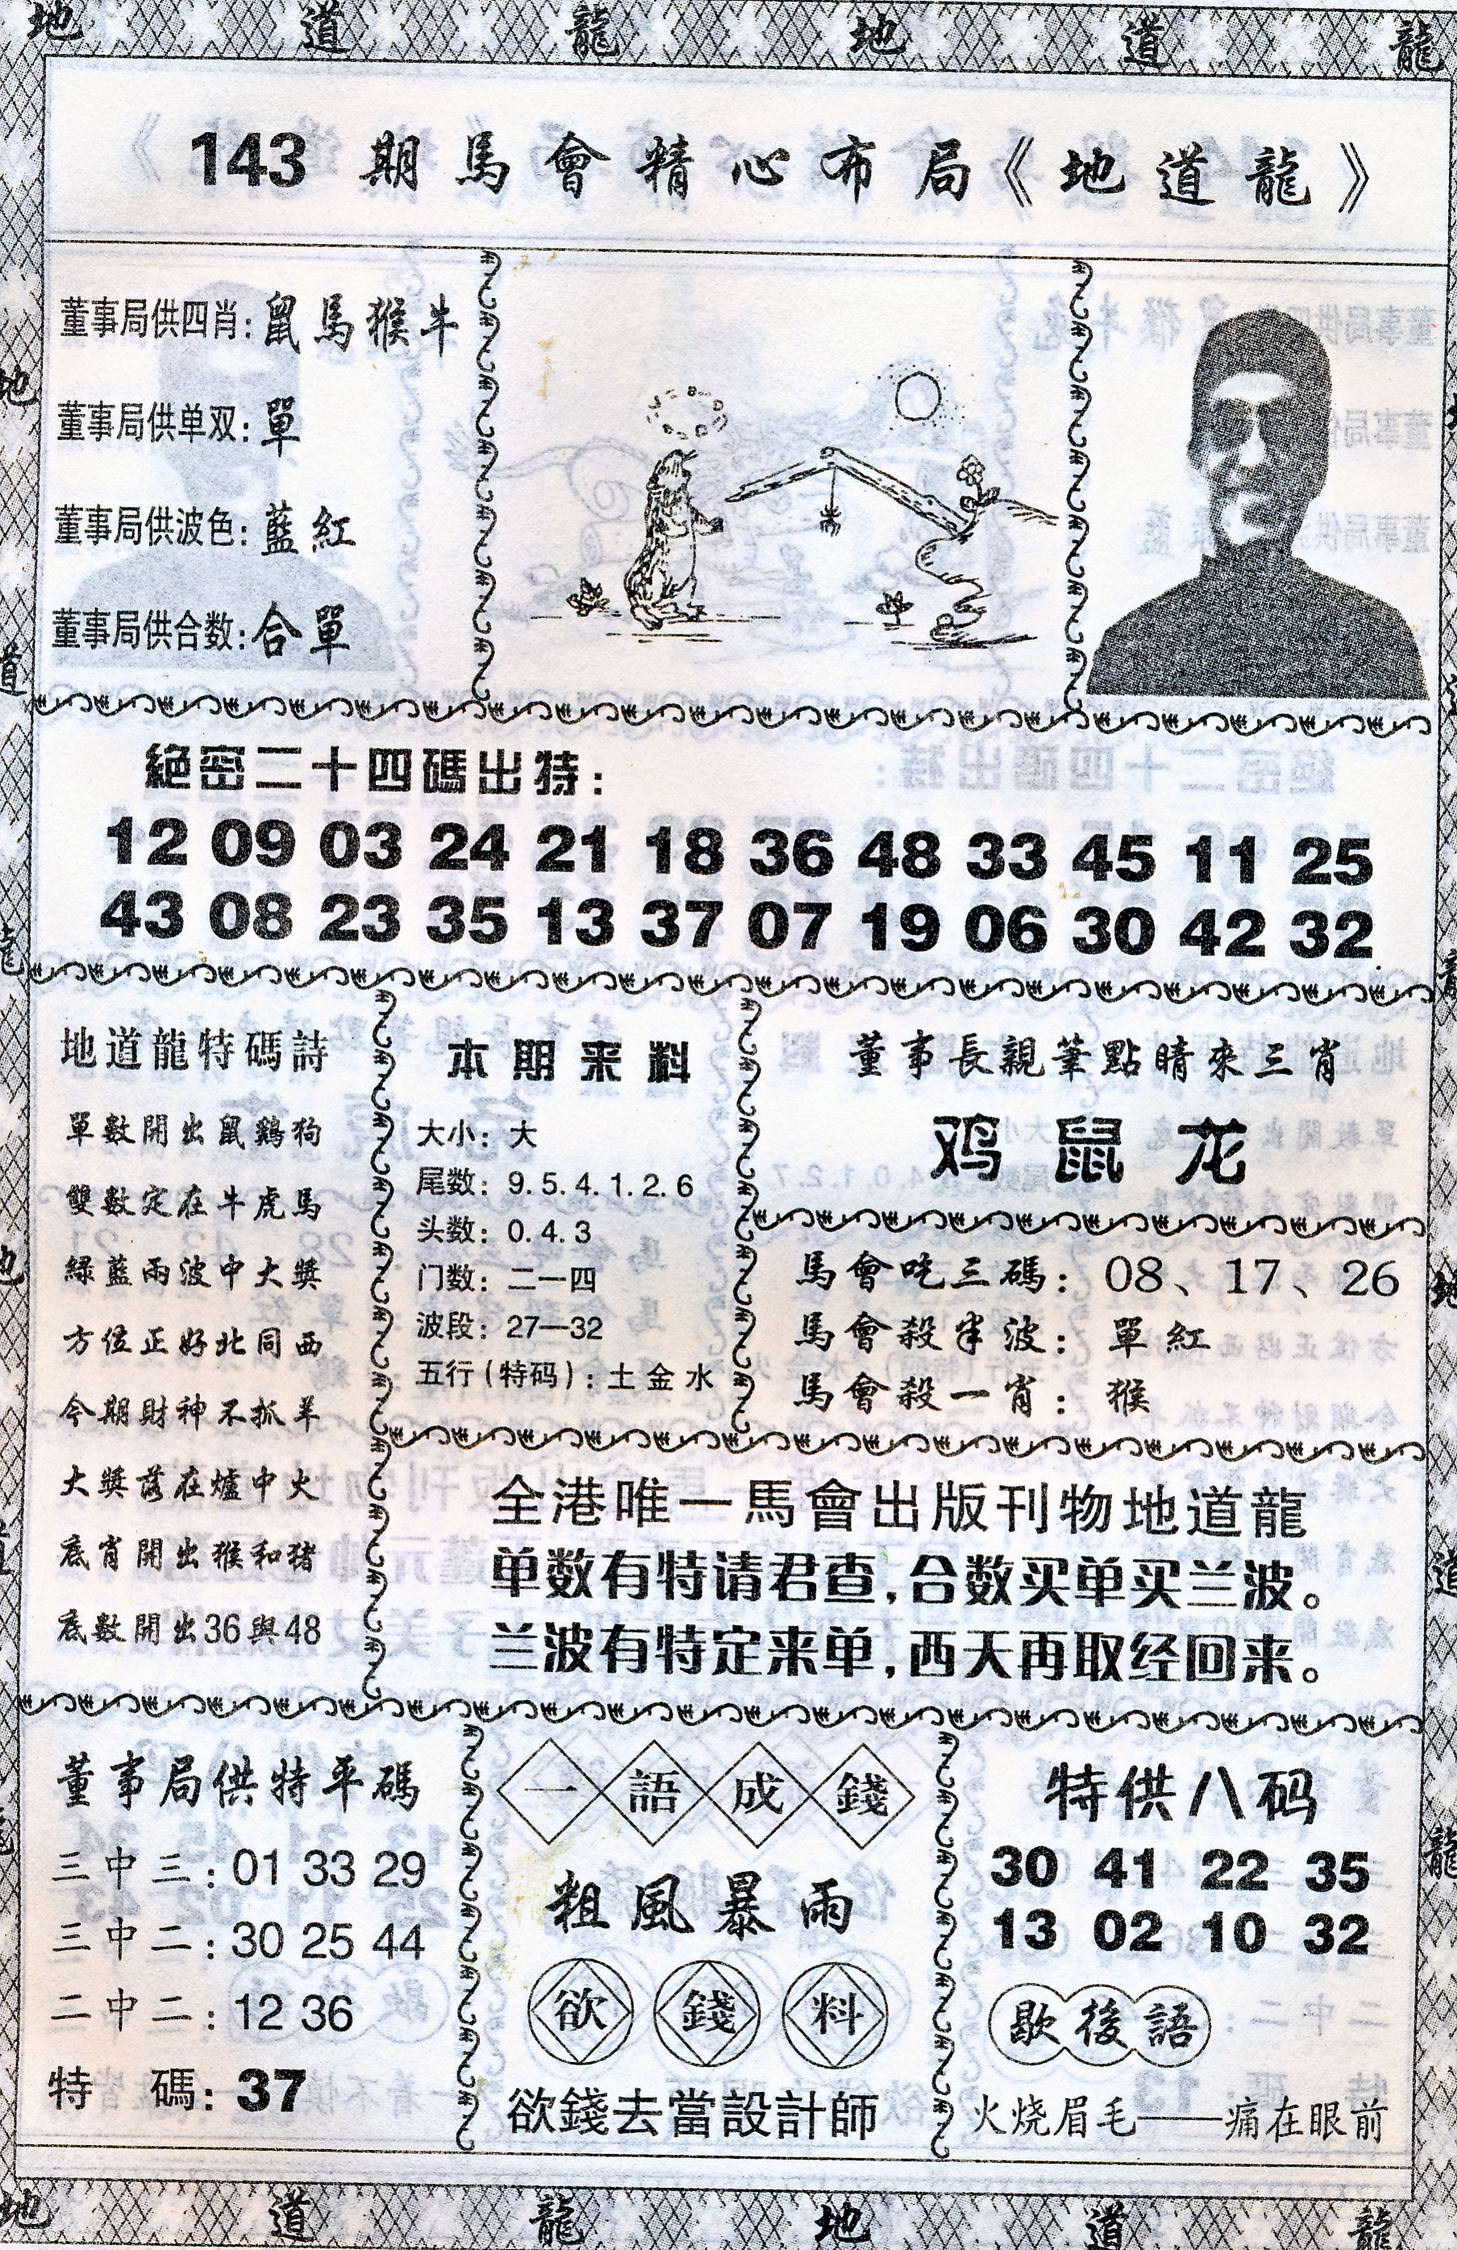 地 道 龍 地 道 龍
143 期馬會精心布局《地道龍》
董事局供四肖:鼠馬猴牛
董事局供单双:單
董事局供波色:藍紅
董事局供合数:合單
絕密二十四碼出特:
12 09 03 24 21 18 36 48 33 45 11 25
43 08 23 35 13 37 07 19 06 30 42 32
地道龍特碼詩
單數開出鼠鷄狗
雙數定在牛虎馬
綠藍兩波中大獎
方位正好北同西
今期財神不抓羊
大獎落在爐中火
底肖開出猴和猪
底數開出36與48
本期来料
大小: 大
尾数: 9.5.4.1.2.6
头数: 0.4.3
门数: 二一四
波段: 27—32
五行(特码): 土 金 水
董事長親筆點睛來三肖
鸡 鼠 龙
馬會吃三碼: 08、17、26
馬會殺半波: 單紅
馬會殺一肖: 猴
全港唯一馬會出版刊物地道龍
单数有特请君查,合数买单买兰波。
兰波有特定来单,西天再取经回来。
董事局供特平碼
三中三: 01 33 29
三中二: 30 25 44
二中二: 12 36
特 碼: 37
一語成錢
粗風暴雨
欲錢料
欲錢去當設計師
特供八码
30 41 22 35
13 02 10 32
歇後語
火烧眉毛——痛在眼前
地 道 龍 地 道 龍